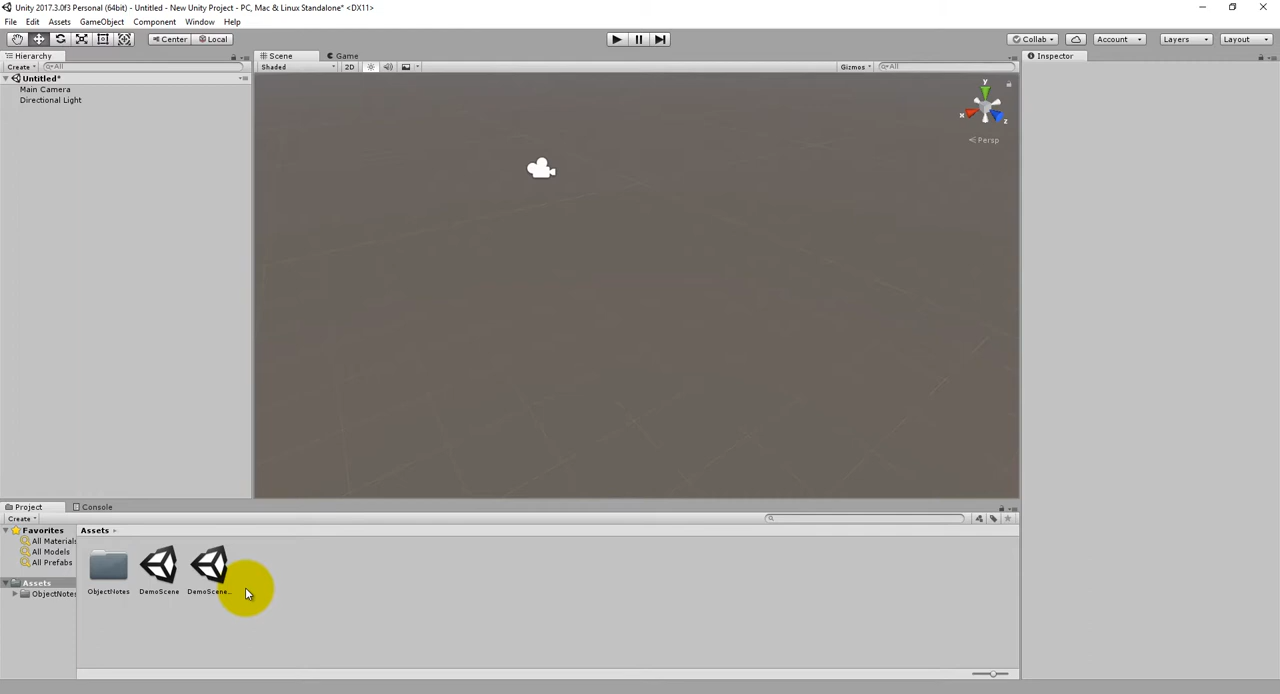 Unity 2017.3.0f3 Personal (64bit) - Untitled - New Unity Project - PC, Mac & Linux Standalone* <DX11>
File Edit Assets GameObject Component Window Help
Center Local Collab Account Layers Layout
Hierarchy Scene Game Inspector
Create All Shaded 2D Gizmos All
Untitled*
Main Camera
Directional Light
y
x z
Persp
Project Console
Create
Favorites Assets
All Materials
All Models
All Prefabs
Assets
ObjectNotes
ObjectNotes DemoScene DemoScene...